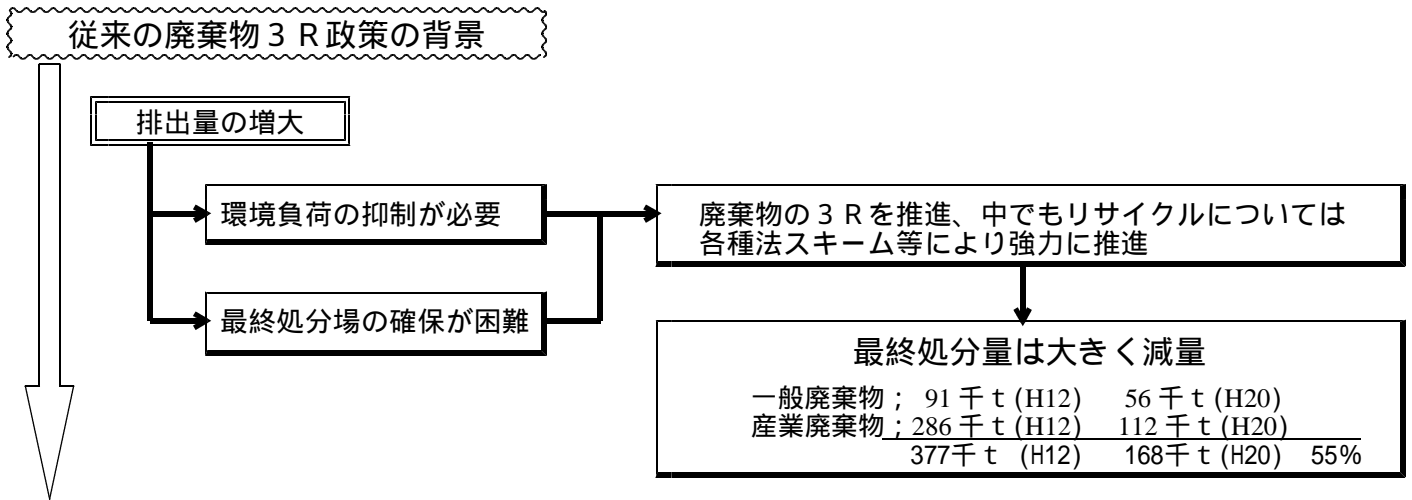 従来の廃棄物３Ｒ政策の背景
排出量の増大
環境負荷の抑制が必要
最終処分場の確保が困難
廃棄物の３Ｒを推進、中でもリサイクルについては
各種法スキーム等により強力に推進
最終処分量は大きく減量
一般廃棄物； 91 千ｔ(H12) 56 千ｔ(H20)
産業廃棄物；286 千ｔ(H12) 112 千ｔ(H20)
377千ｔ (H12) 168千ｔ(H20) 55%